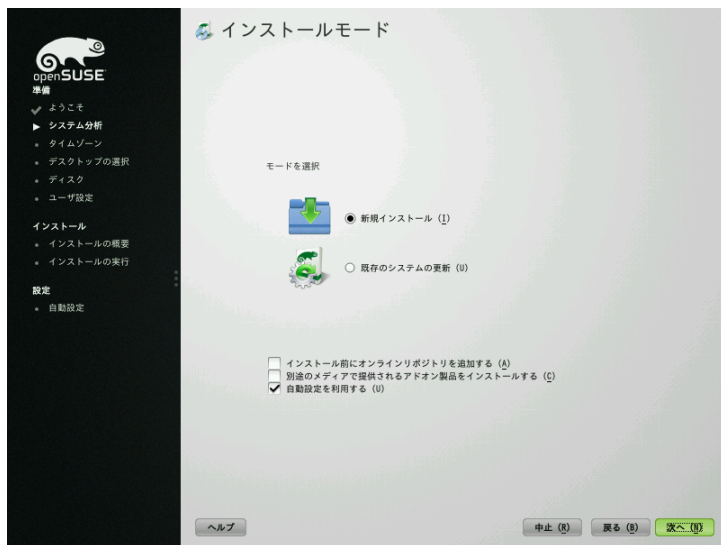 openSUSE
準備
ようこそ
システム分析
タイムゾーン
デスクトップの選択
ディスク
ユーザ設定
インストール
インストールの概要
インストールの実行
設定
自動設定
インストールモード
モードを選択
新規インストール (I)
既存のシステムの更新 (U)
インストール前にオンラインリポジトリを追加する (A)
別途のメディアで提供されるアドオン製品をインストールする (C)
自動設定を利用する (U)
ヘルプ
中止 (R)
戻る (B)
次へ (N)